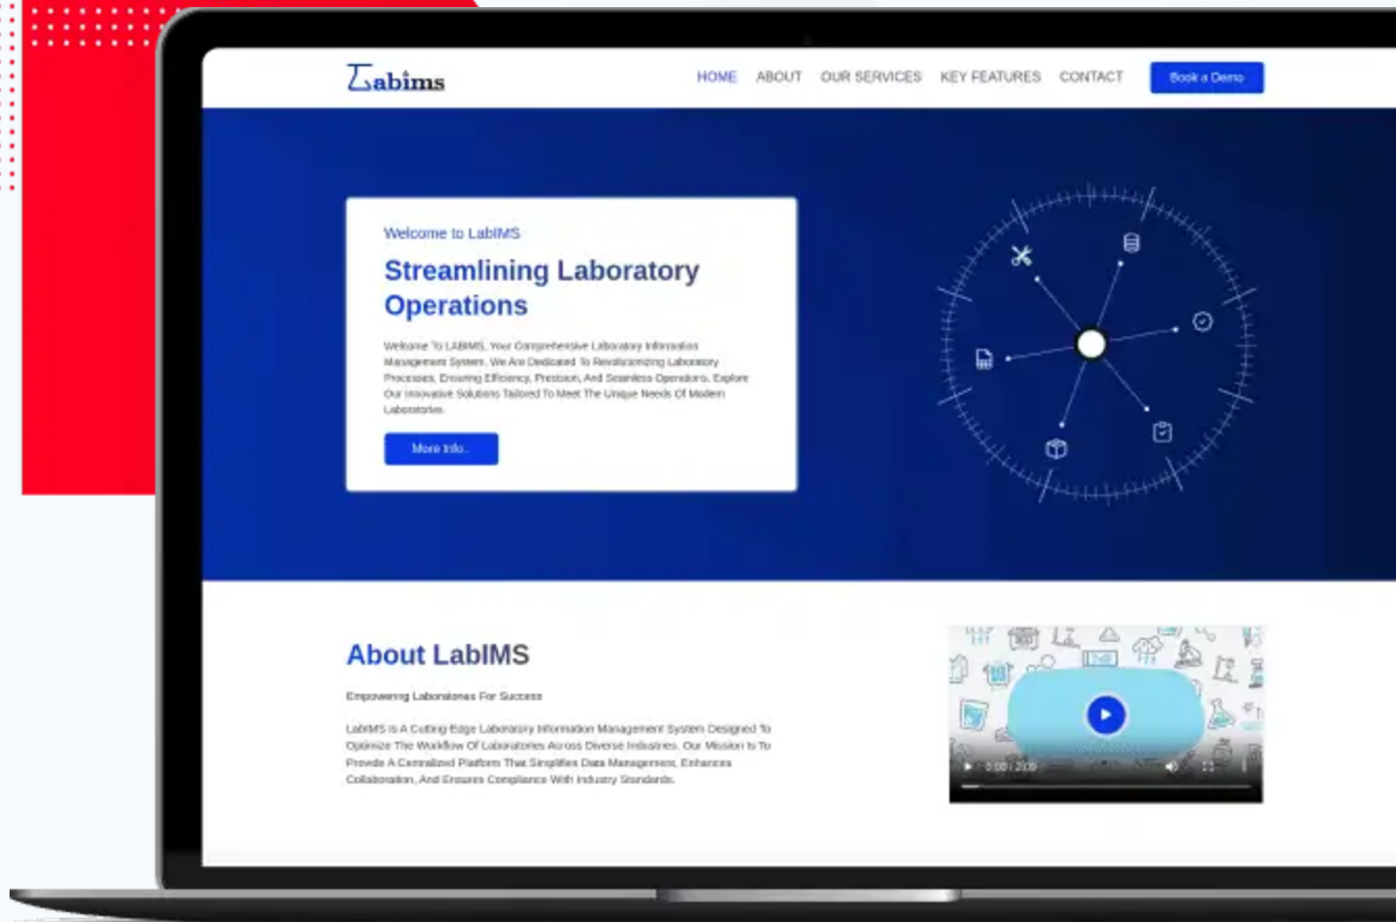 Labims
HOME ABOUT OUR SERVICES KEY FEATURES CONTACT Book a Demo
Welcome to LabIMS
Streamlining Laboratory
Operations
Welcome To LABIMS, Your Comprehensive Laboratory Information
Management System. We Are Dedicated To Revolutionizing Laboratory
Processes, Ensuring Efficiency, Precision, And Seamless Operations. Explore
Our Innovative Solutions Tailored To Meet The Unique Needs Of Modern
Laboratories.
More Info..
About LabIMS
Empowering Laboratories For Success
LabIMS Is A Cutting-Edge Laboratory Information Management System Designed To
Optimize The Workflow Of Laboratories Across Diverse Industries. Our Mission Is To
Provide A Centralized Platform That Simplifies Data Management, Enhances
Collaboration, And Ensures Compliance With Industry Standards.
0:00 / 2:09